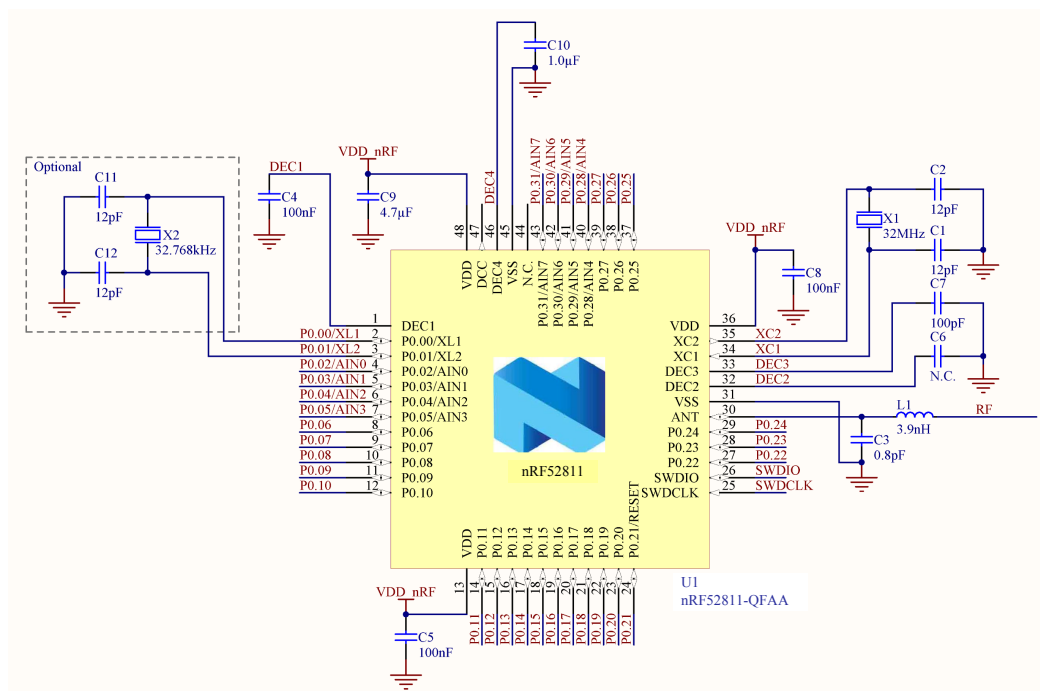 C10
1.0µF
Optional
C11
12pF
X2
32.768kHz
C12
12pF
DEC1
C4
100nF
VDD_nRF
C9
4.7µF
DEC4
P0.31/AIN7
P0.30/AIN6
P0.29/AIN5
P0.28/AIN4
P0.27
P0.26
P0.25
48
47
46
45
44
43
42
41
40
39
38
37
VDD
DCC
DEC4
VSS
N.C.
P0.31/AIN7
P0.30/AIN6
P0.29/AIN5
P0.28/AIN4
P0.27
P0.26
P0.25
VDD_nRF
C8
100nF
C2
12pF
X1
32MHz
C1
12pF
C7
100pF
C6
N.C.
1 DEC1
P0.00/XL1 2 P0.00/XL1
P0.01/XL2 3 P0.01/XL2
P0.02/AIN0 4 P0.02/AIN0
P0.03/AIN1 5 P0.03/AIN1
P0.04/AIN2 6 P0.04/AIN2
P0.05/AIN3 7 P0.05/AIN3
P0.06 8 P0.06
P0.07 9 P0.07
P0.08 10 P0.08
P0.09 11 P0.09
P0.10 12 P0.10
nRF52811
VDD 36
XC2 35 XC2
XC1 34 XC1
DEC3 33 DEC3
DEC2 32 DEC2
VSS 31
ANT 30
P0.24 29 P0.24
P0.23 28 P0.23
P0.22 27 P0.22
SWDIO 26 SWDIO
SWDCLK 25 SWDCLK
L1
3.9nH
RF
C3
0.8pF
VDD
P0.11
P0.12
P0.13
P0.14
P0.15
P0.16
P0.17
P0.18
P0.19
P0.20
P0.21/RESET
13
14
15
16
17
18
19
20
21
22
23
24
P0.11
P0.12
P0.13
P0.14
P0.15
P0.16
P0.17
P0.18
P0.19
P0.20
P0.21
VDD_nRF
C5
100nF
U1
nRF52811-QFAA